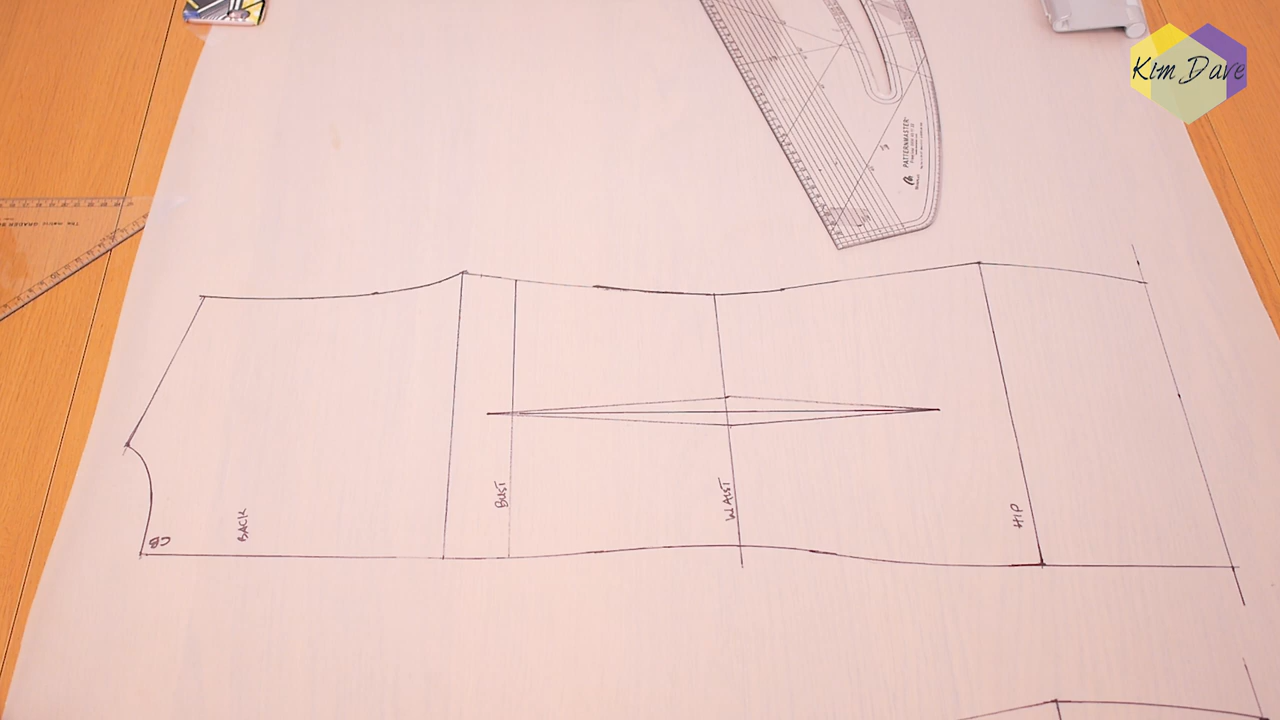 Kim Dave
PATTERNMASTER
CB
BACK
BUST
WAIST
HIP